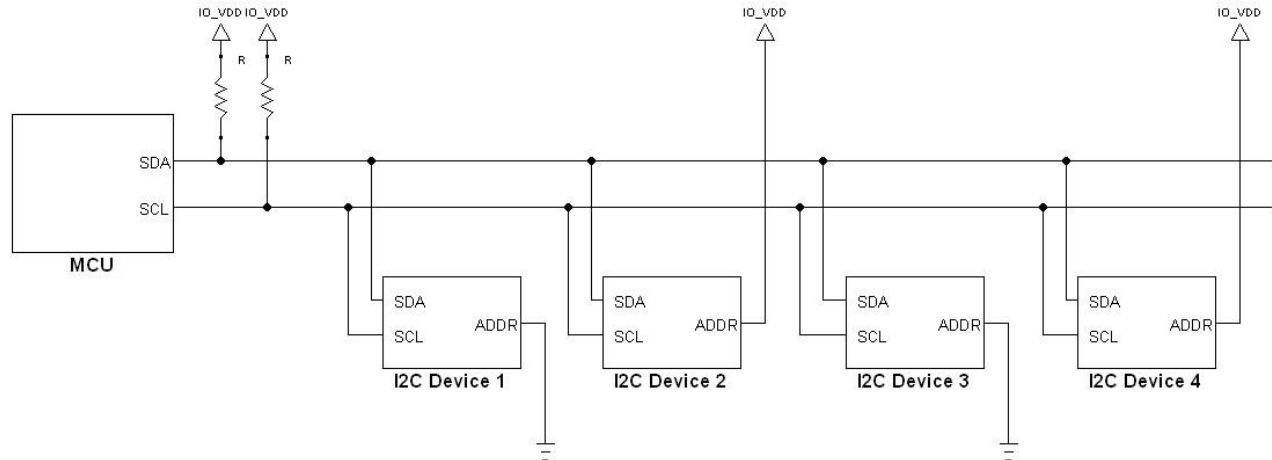 IO_VDD IO_VDD IO_VDD IO_VDD
R R
SDA
SCL
MCU
SDA SDA SDA SDA
ADDR ADDR ADDR ADDR
SCL SCL SCL SCL
I2C Device 1 I2C Device 2 I2C Device 3 I2C Device 4